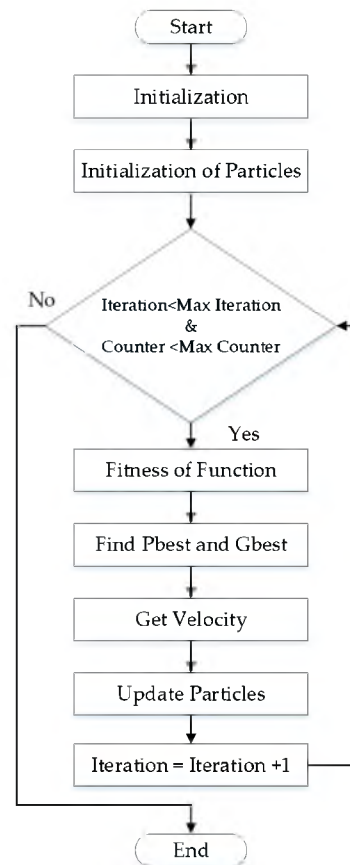 Start
Initialization
Initialization of Particles
No
Iteration<Max Iteration
&
Counter <Max Counter
Yes
Fitness of Function
Find Pbest and Gbest
Get Velocity
Update Particles
Iteration = Iteration +1
End